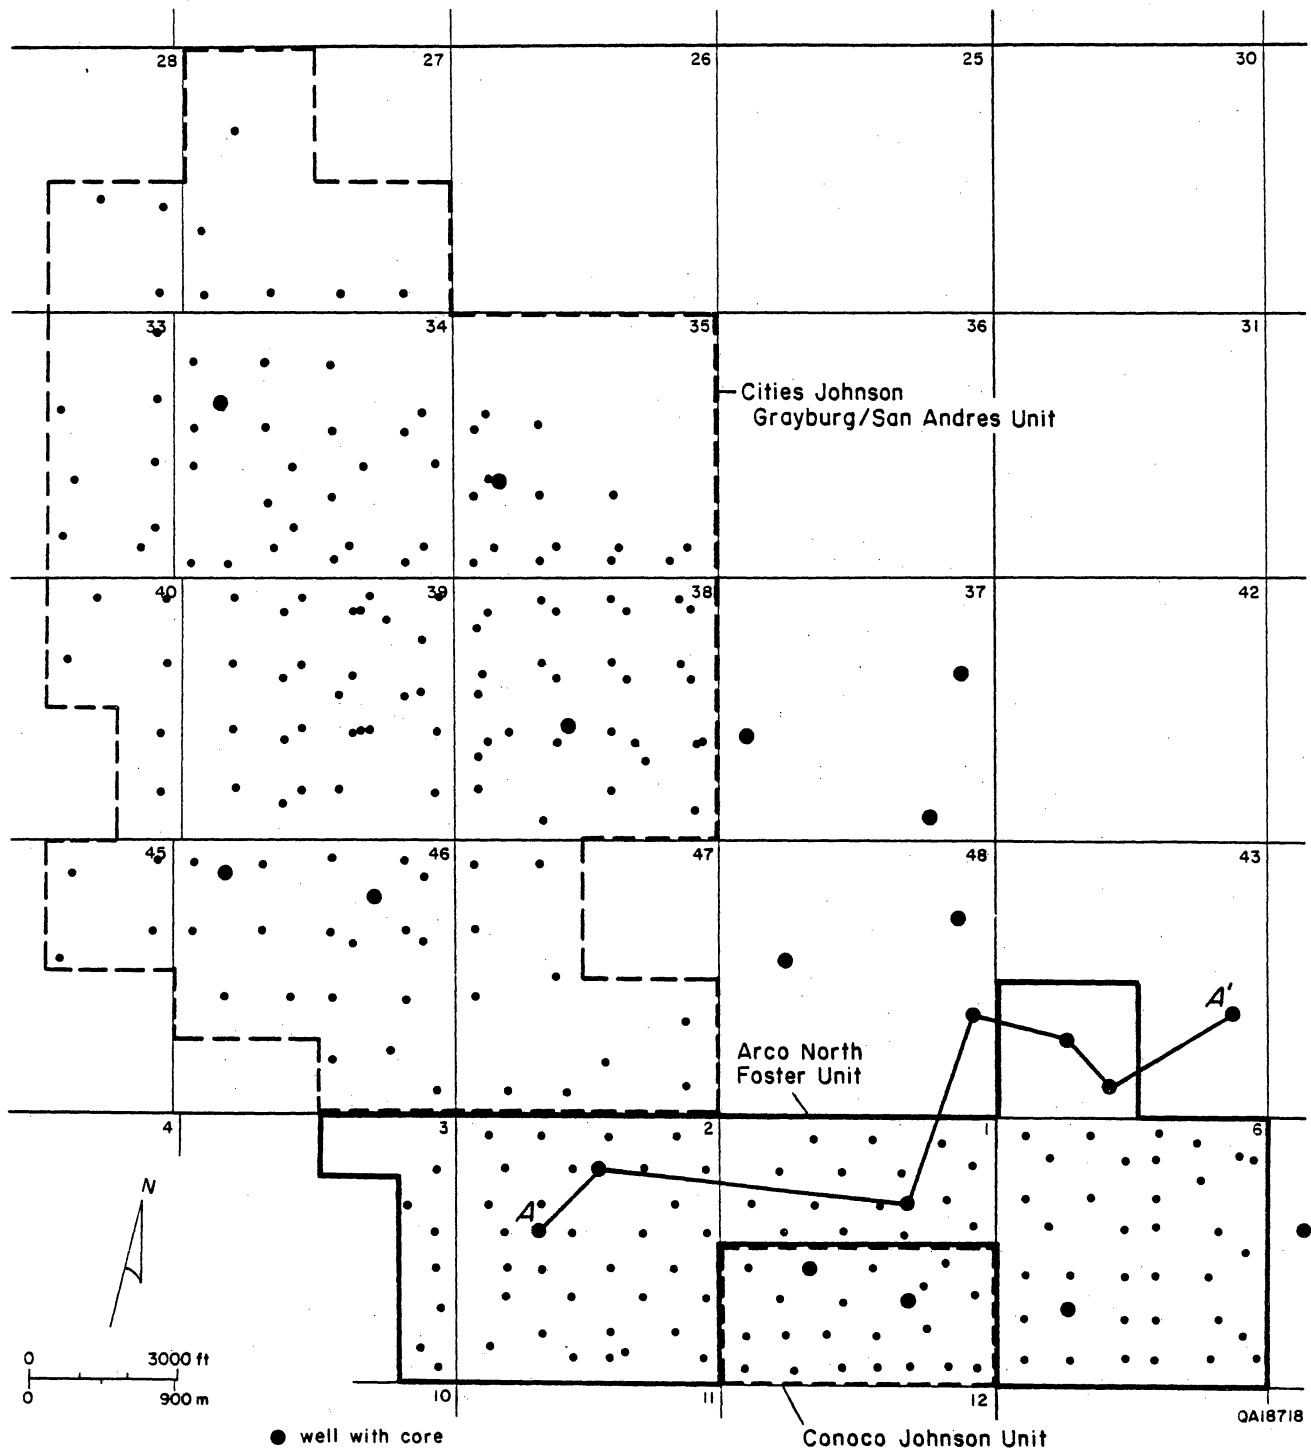 28 27 26 25 30
33 34 35 36 31
Cities Johnson
Grayburg/San Andres Unit
40 39 38 37 42
45 46 47 48 43
A'
Arco North
Foster Unit
4 3 2 1 6
N
A
0 3000 ft
0 900 m
10 11 12
QA18718
well with core
Conoco Johnson Unit